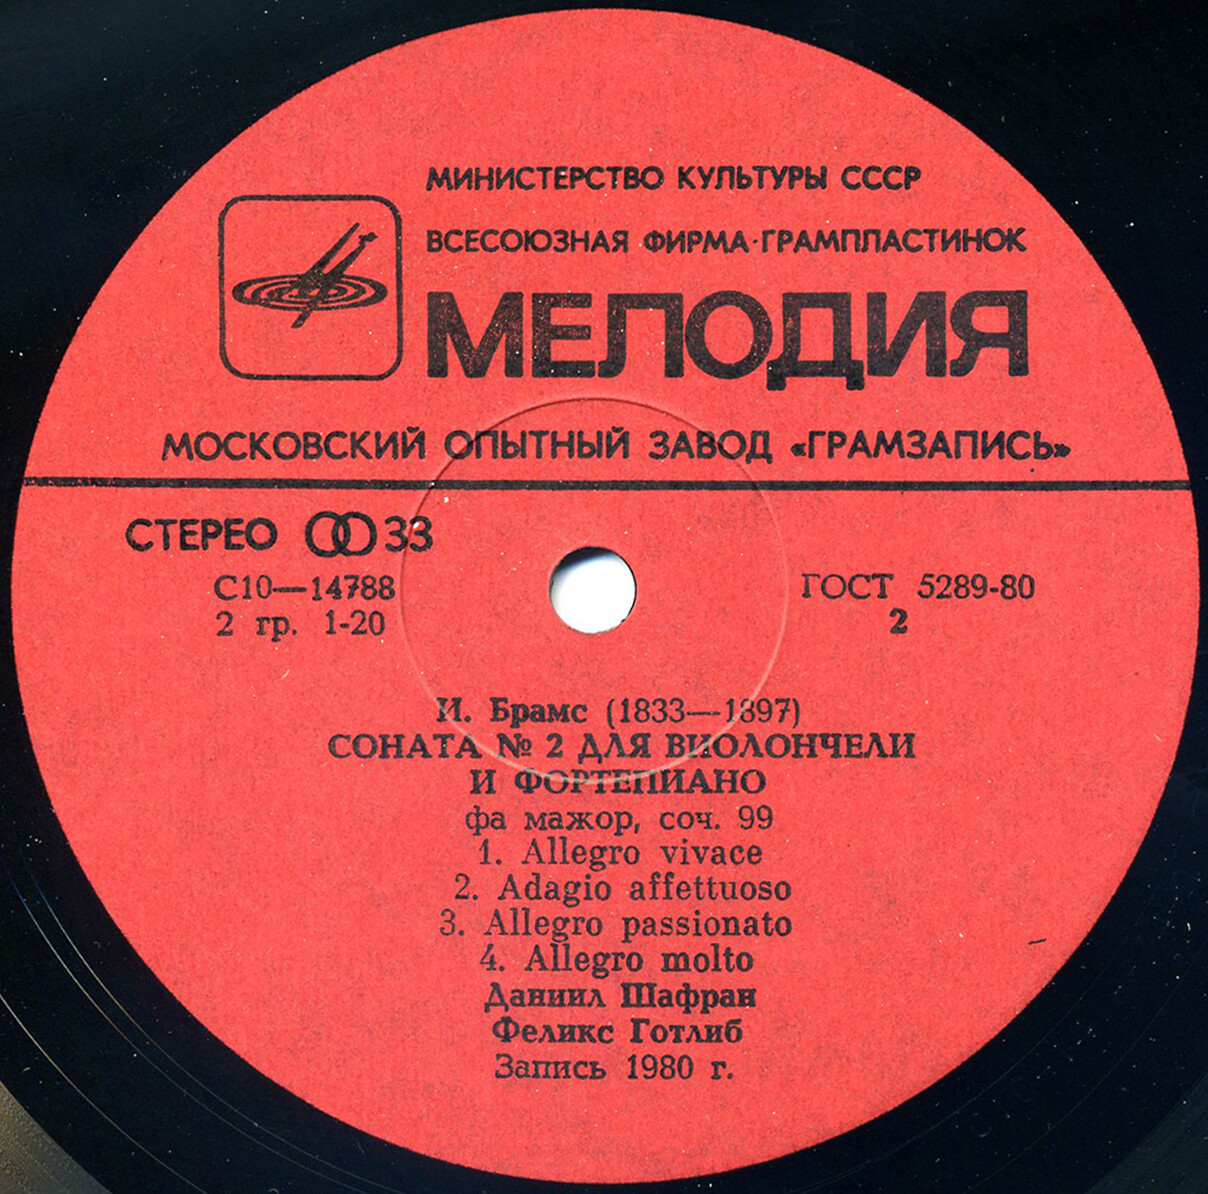 МИНИСТЕРСТВО КУЛЬТУРЫ СССР
ВСЕСОЮЗНАЯ ФИРМА·ГРАМПЛАСТИНОК
МЕЛОДИЯ
МОСКОВСКИЙ ОПЫТНЫЙ ЗАВОД «ГРАМЗАПИСЬ»
СТЕРЕО 33
С10—14788
2 гр. 1-20
ГОСТ 5289-80
2
И. Брамс (1833—1897)
СОНАТА № 2 ДЛЯ ВИОЛОНЧЕЛИ
И ФОРТЕПИАНО
фа мажор, соч. 99
1. Allegro vivace
2. Adagio affettuoso
3. Allegro passionato
4. Allegro molto
Даниил Шафран
Феликс Готлиб
Запись 1980 г.